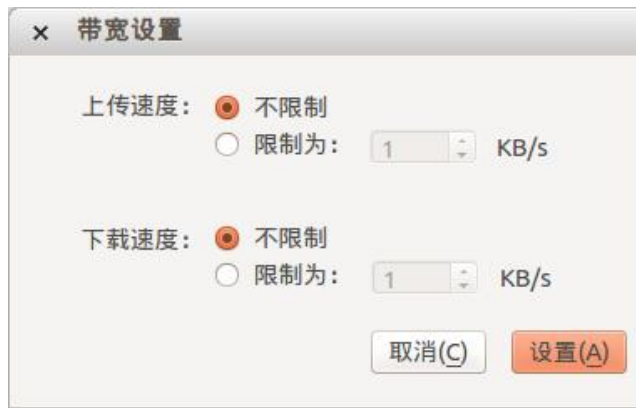 × 带宽设置
上传速度: 不限制
限制为: 1 KB/s
下载速度: 不限制
限制为: 1 KB/s
取消(C) 设置(A)